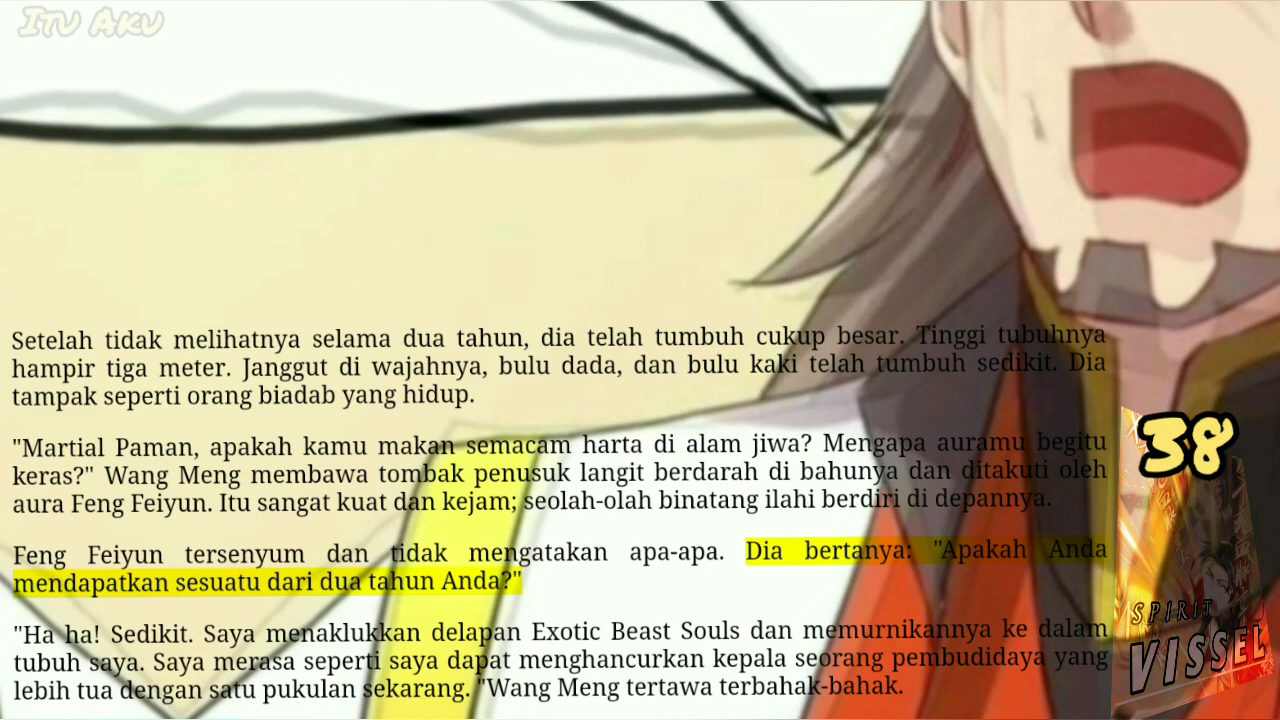 Itu Aku
Setelah tidak melihatnya selama dua tahun, dia telah tumbuh cukup besar. Tinggi tubuhnya
hampir tiga meter. Janggut di wajahnya, bulu dada, dan bulu kaki telah tumbuh sedikit. Dia
tampak seperti orang biadab yang hidup.
"Martial Paman, apakah kamu makan semacam harta di alam jiwa? Mengapa auramu begitu
keras?" Wang Meng membawa tombak penusuk langit berdarah di bahunya dan ditakuti oleh
aura Feng Feiyun. Itu sangat kuat dan kejam; seolah-olah binatang ilahi berdiri di depannya.
Feng Feiyun tersenyum dan tidak mengatakan apa-apa. Dia bertanya: "Apakah Anda
mendapatkan sesuatu dari dua tahun Anda?"
"Ha ha! Sedikit. Saya menaklukkan delapan Exotic Beast Souls dan memurnikannya ke dalam
tubuh saya. Saya merasa seperti saya dapat menghancurkan kepala seorang pembudidaya yang
lebih tua dengan satu pukulan sekarang. "Wang Meng tertawa terbahak-bahak.
38
SPIRIT
VISSEL